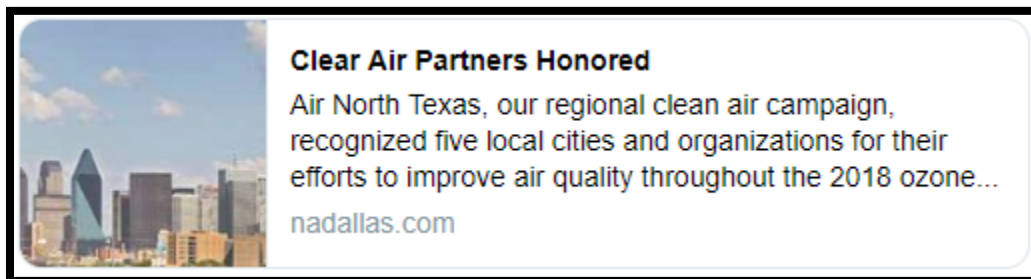 Clear Air Partners Honored
Air North Texas, our regional clean air campaign,
recognized five local cities and organizations for their
efforts to improve air quality throughout the 2018 ozone...
nadallas.com